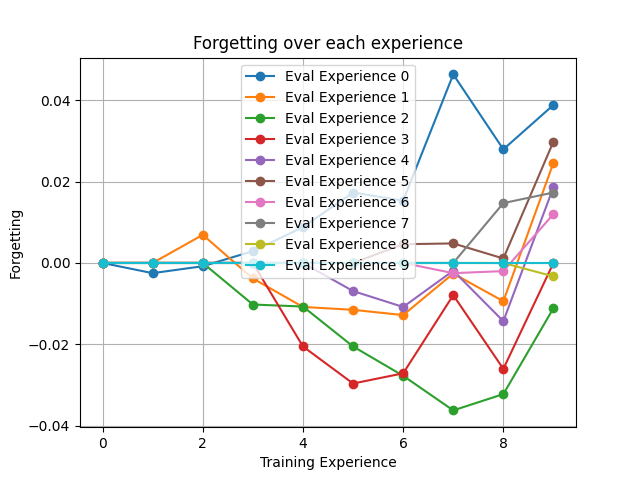 Forgetting over each experience
Eval Experience 0
Eval Experience 1
Eval Experience 2
Eval Experience 3
Eval Experience 4
Eval Experience 5
Eval Experience 6
Eval Experience 7
Eval Experience 8
Eval Experience 9
Forgetting
0.04
0.02
0.00
−0.02
−0.04
0 2 4 6 8
Training Experience